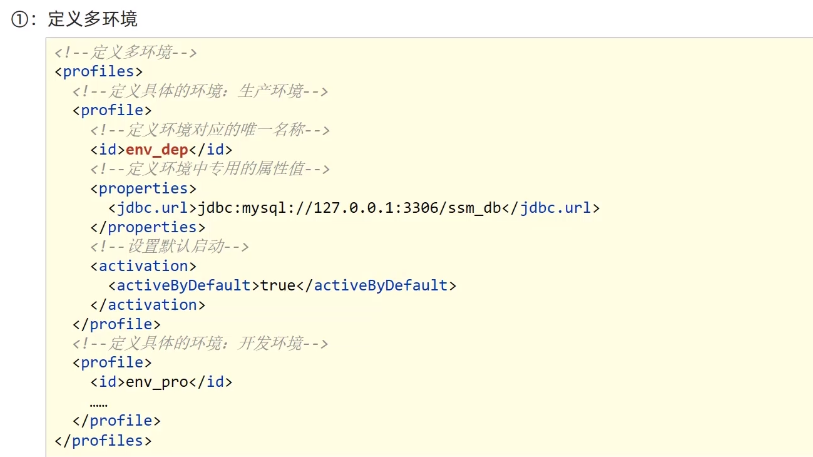 ①：定义多环境
<!--定义多环境-->
<profiles>
<!--定义具体的环境：生产环境-->
<profile>
<!--定义环境对应的唯一名称-->
<id>env_dep</id>
<!--定义环境中专用的属性值-->
<properties>
<jdbc.url>jdbc:mysql://127.0.0.1:3306/ssm_db</jdbc.url>
</properties>
<!--设置默认启动-->
<activation>
<activeByDefault>true</activeByDefault>
</activation>
</profile>
<!--定义具体的环境：开发环境-->
<profile>
<id>env_pro</id>
……
</profile>
</profiles>